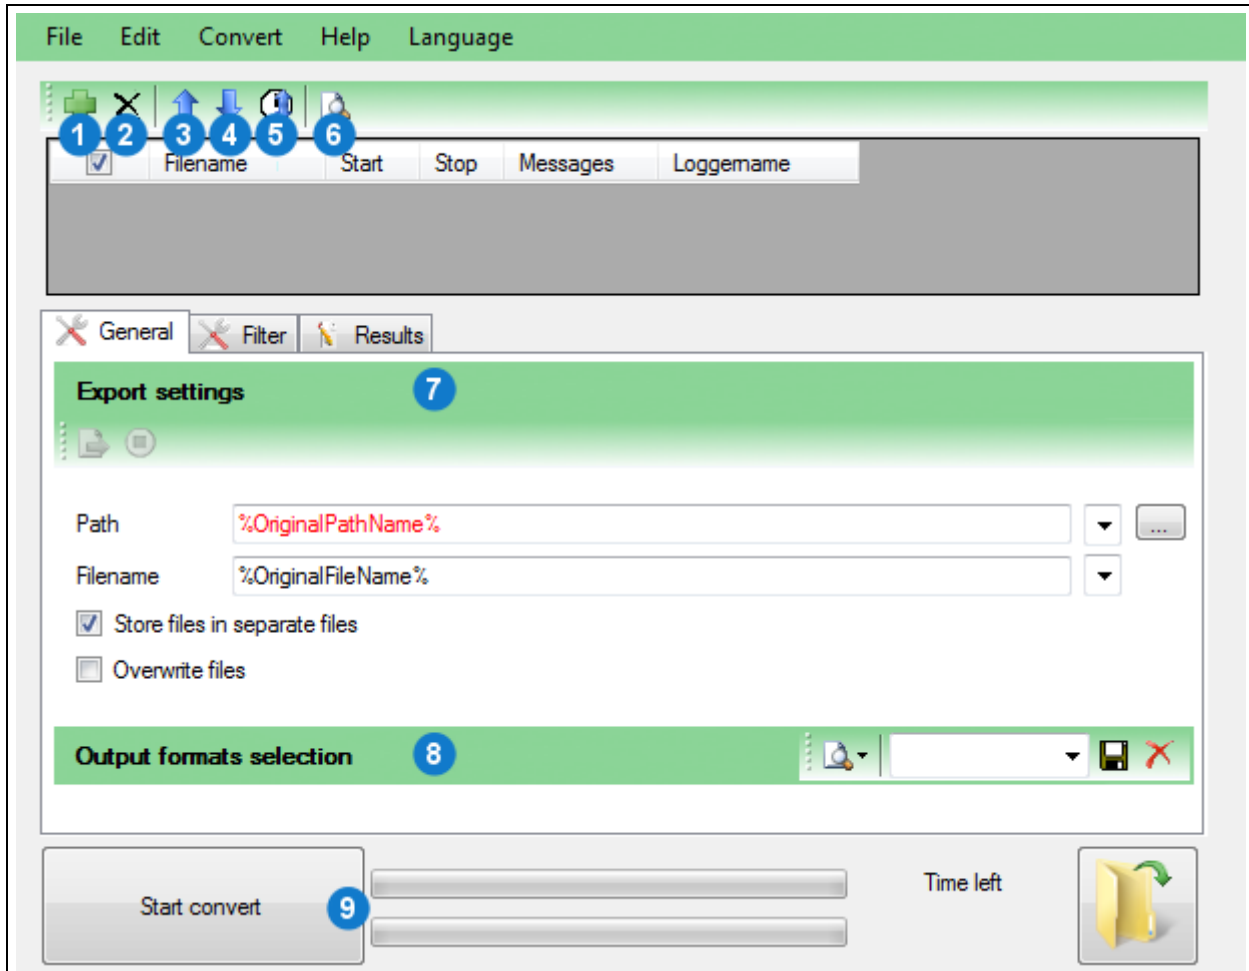 File Edit Convert Help Language
1 2 3 4 5 6
Filename Start Stop Messages Loggername
General Filter Results
Export settings 7
Path %OriginalPathName% ...
Filename %OriginalFileName%
Store files in separate files
Overwrite files
Output formats selection 8
Start convert 9 Time left